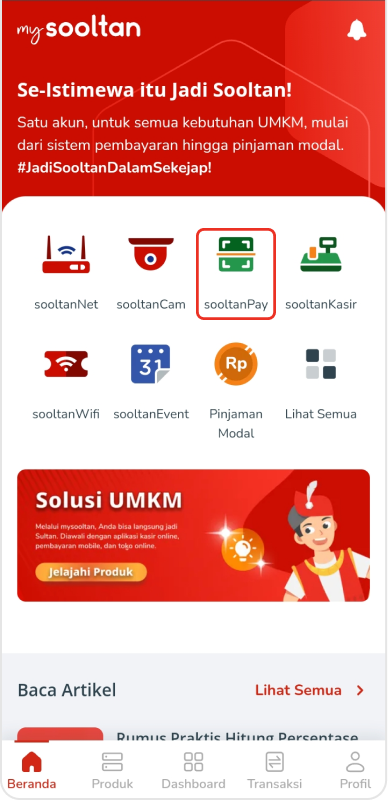 my sooltan
Se-Istimewa itu Jadi Sooltan!
Satu akun, untuk semua kebutuhan UMKM, mulai
dari sistem pembayaran hingga pinjaman modal.
#JadiSooltanDalamSekejap!
sooltanNet
sooltanCam
sooltanPay
sooltanKasir
31
Rp
sooltanWifi
sooltanEvent
Pinjaman
Modal
Lihat Semua
Solusi UMKM
Melalui mysooltan, Anda bisa langsung jadi
Sultan. Diawali dengan aplikasi kasir online,
pembayaran mobile, dan toko online.
Jelajahi Produk
Baca Artikel
Lihat Semua
Rumus Praktis Hitung Persentase
Beranda
Produk
Dashboard
Transaksi
Profil